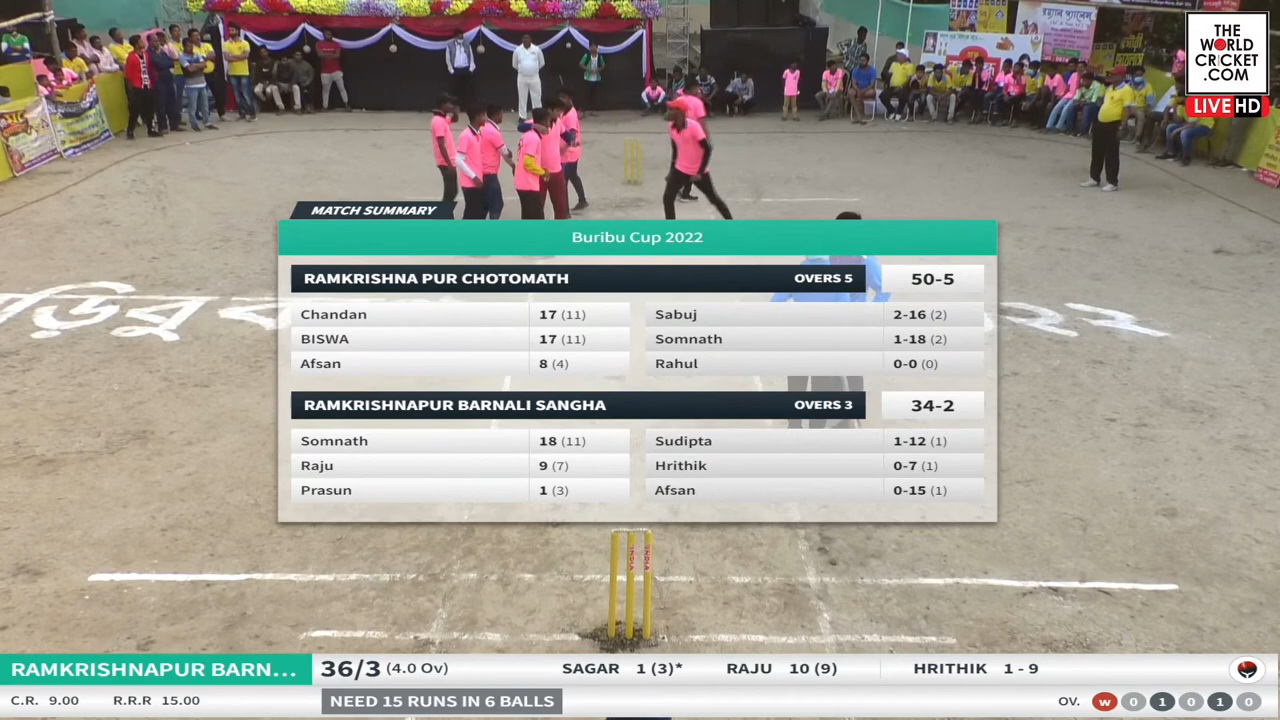 THE
WORLD
CRICKET
.COM
LIVE HD
MATCH SUMMARY
Buribu Cup 2022
RAMKRISHNA PUR CHOTOMATH OVERS 5 50-5
Chandan 17 (11) Sabuj 2-16 (2)
BISWA 17 (11) Somnath 1-18 (2)
Afsan 8 (4) Rahul 0-0 (0)
RAMKRISHNAPUR BARNALI SANGHA OVERS 3 34-2
Somnath 18 (11) Sudipta 1-12 (1)
Raju 9 (7) Hrithik 0-7 (1)
Prasun 1 (3) Afsan 0-15 (1)
INDIA INDIA
RAMKRISHNAPUR BARN... 36/3 (4.0 Ov) SAGAR 1 (3)* RAJU 10 (9) HRITHIK 1 - 9
C.R. 9.00 R.R.R 15.00 NEED 15 RUNS IN 6 BALLS OV. W 0 1 0 1 0